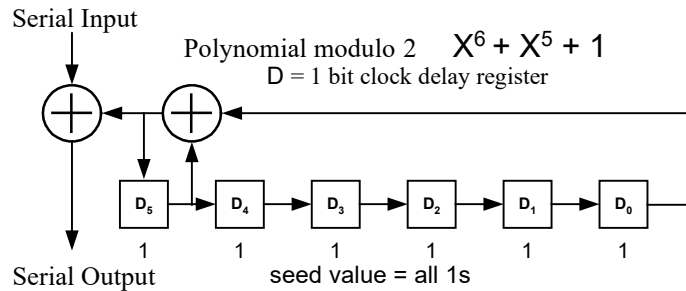 Serial Input
Polynomial modulo 2 X⁶ + X⁵ + 1
D = 1 bit clock delay register
D₅ D₄ D₃ D₂ D₁ D₀
1 1 1 1 1 1
Serial Output seed value = all 1s